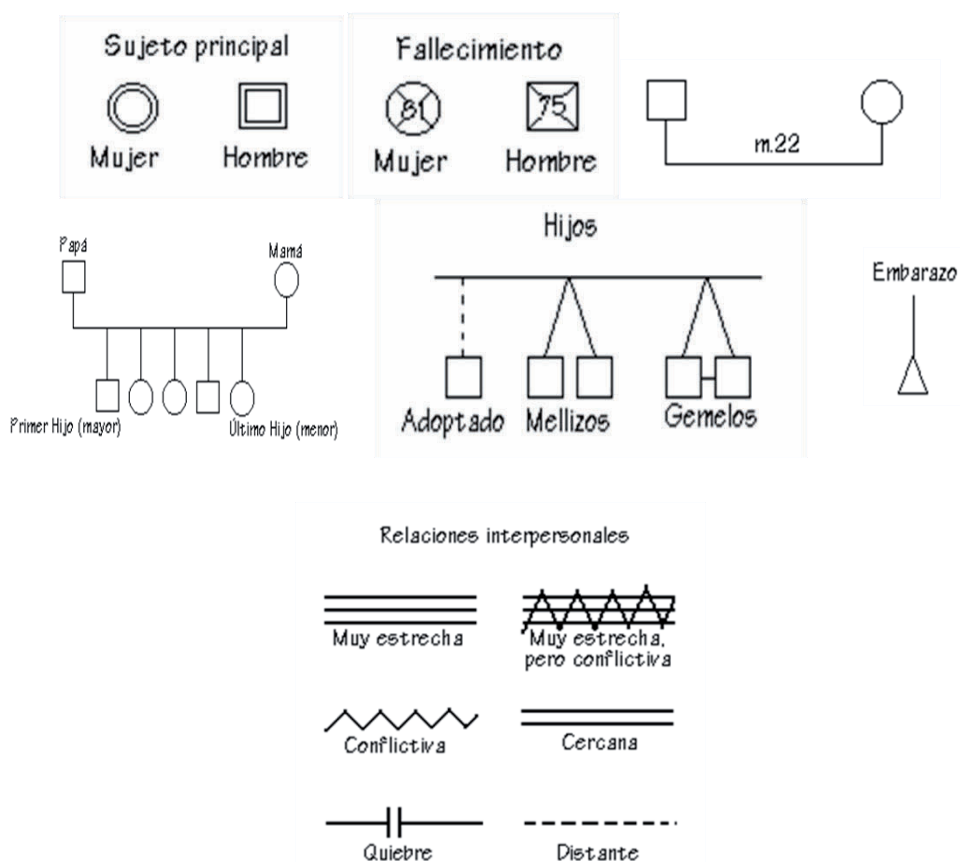 Sujeto principal
Mujer
Hombre
Fallecimiento
81
75
Mujer
Hombre
m.22
Papá
Mamá
Primer Hijo (mayor)
Último Hijo (menor)
Hijos
Adoptado
Mellizos
Gemelos
Embarazo
Relaciones interpersonales
Muy estrecha
Muy estrecha,
pero conflictiva
Conflictiva
Cercana
Quiebre
Distante